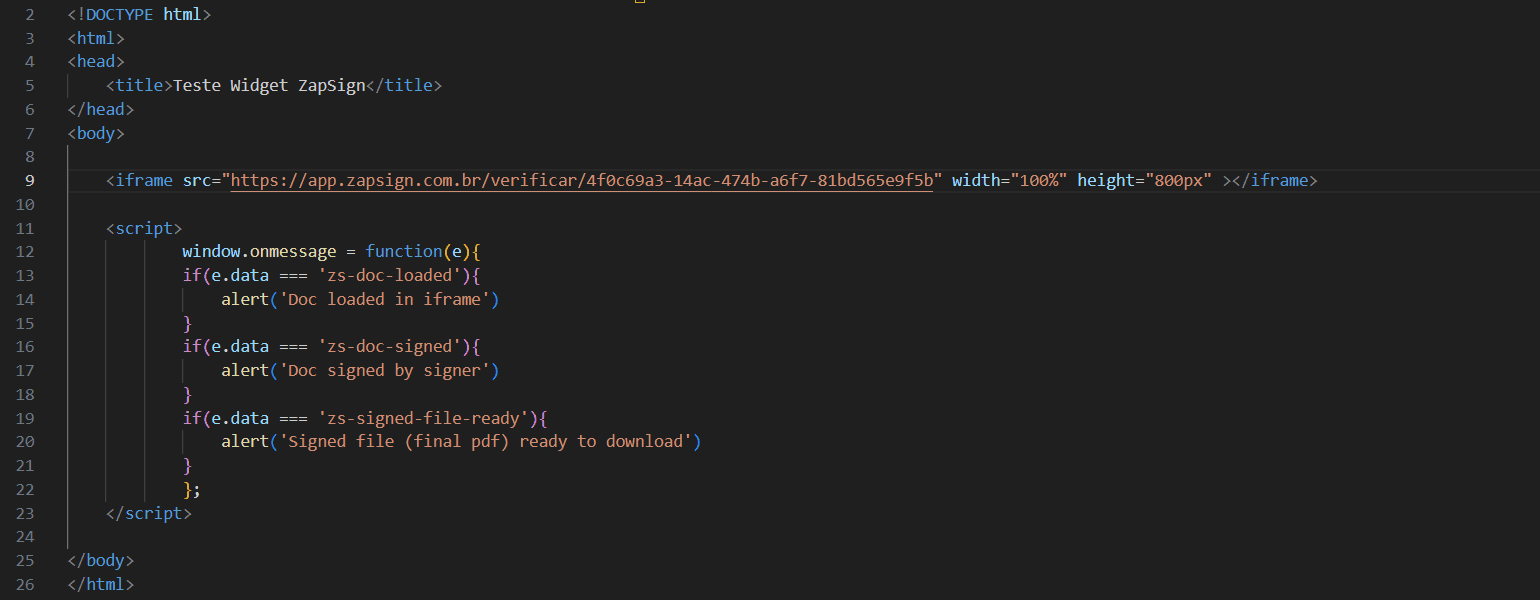 2 <!DOCTYPE html>
3 <html>
4 <head>
5 <title>Teste Widget ZapSign</title>
6 </head>
7 <body>
8
9 <iframe src="https://app.zapsign.com.br/verificar/4f0c69a3-14ac-474b-a6f7-81bd565e9f5b" width="100%" height="800px" ></iframe>
10
11 <script>
12 window.onmessage = function(e){
13 if(e.data === 'zs-doc-loaded'){
14 alert('Doc loaded in iframe')
15 }
16 if(e.data === 'zs-doc-signed'){
17 alert('Doc signed by signer')
18 }
19 if(e.data === 'zs-signed-file-ready'){
20 alert('Signed file (final pdf) ready to download')
21 }
22 };
23 </script>
24
25 </body>
26 </html>